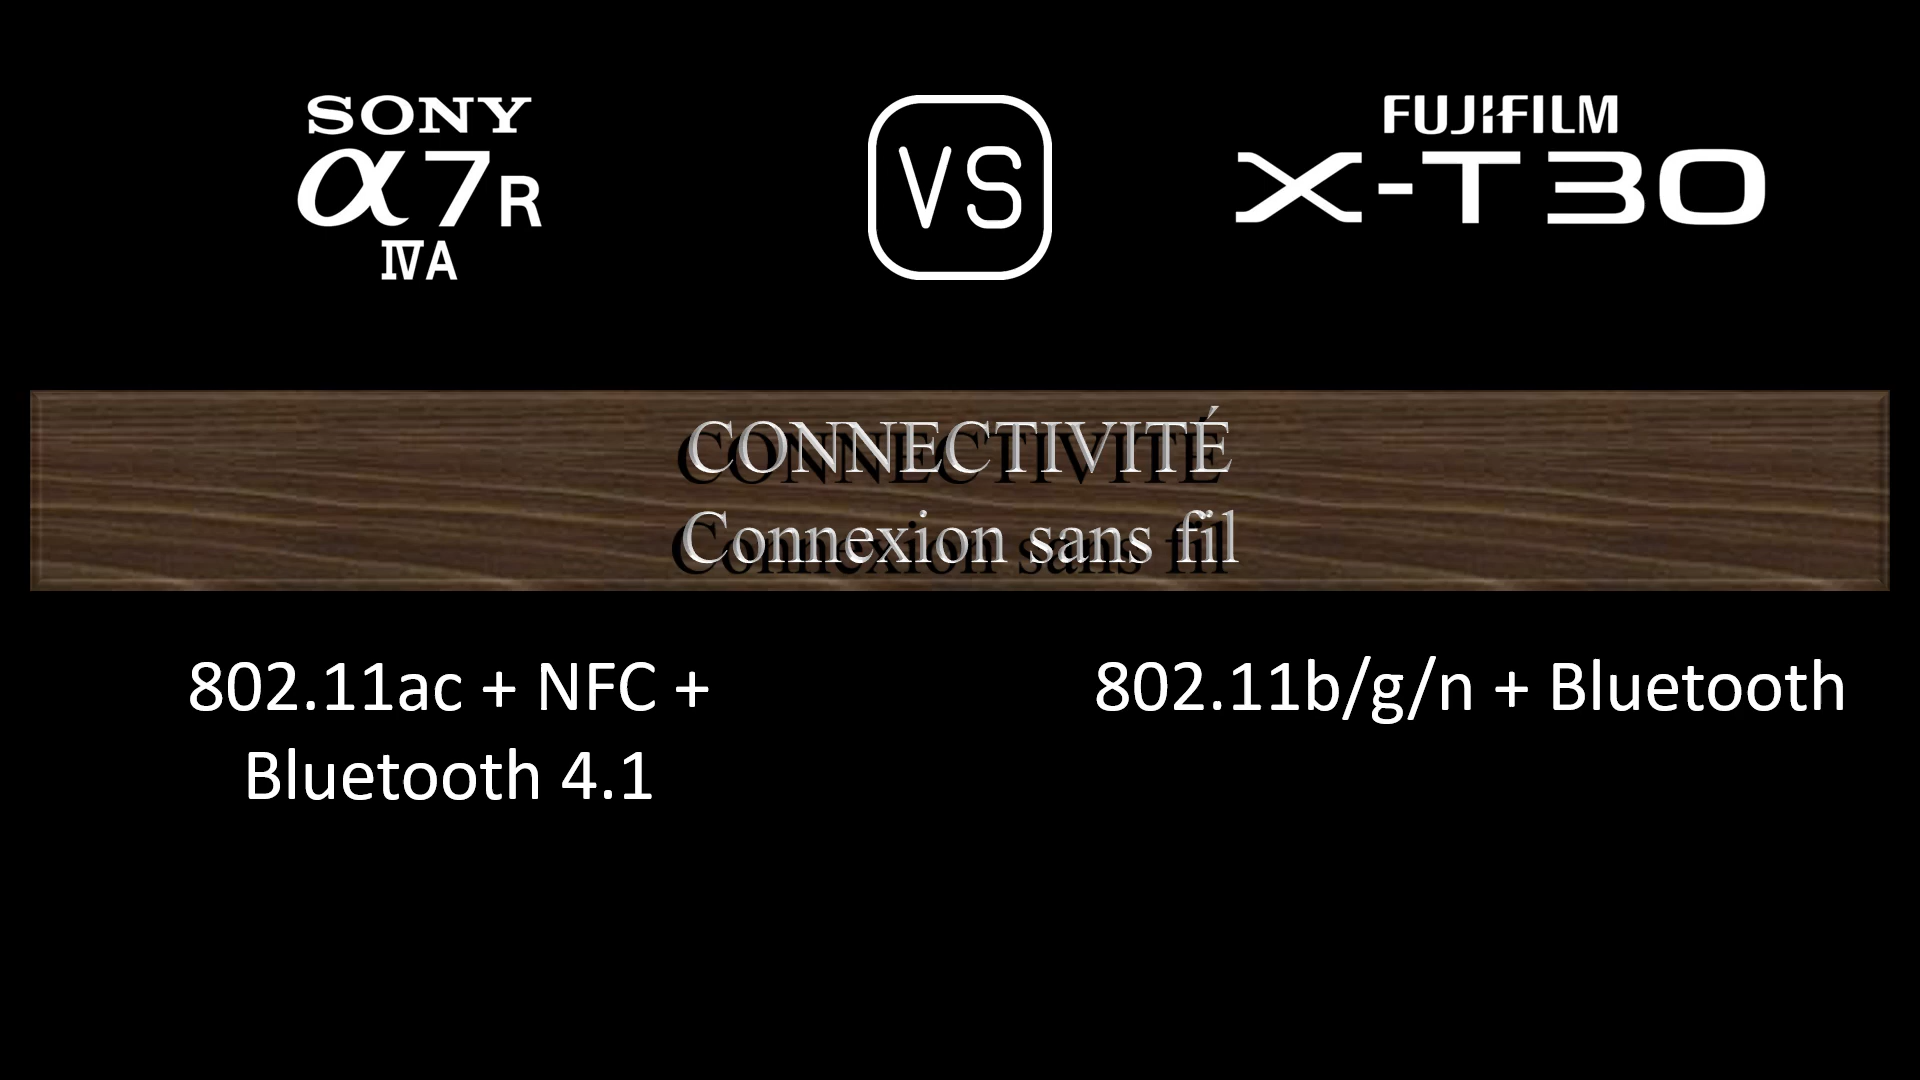 SONY
α7R
IVA
VS
FUJIFILM
X-T30
CONNECTIVITÉ
Connexion sans fil
802.11ac + NFC +
Bluetooth 4.1
802.11b/g/n + Bluetooth